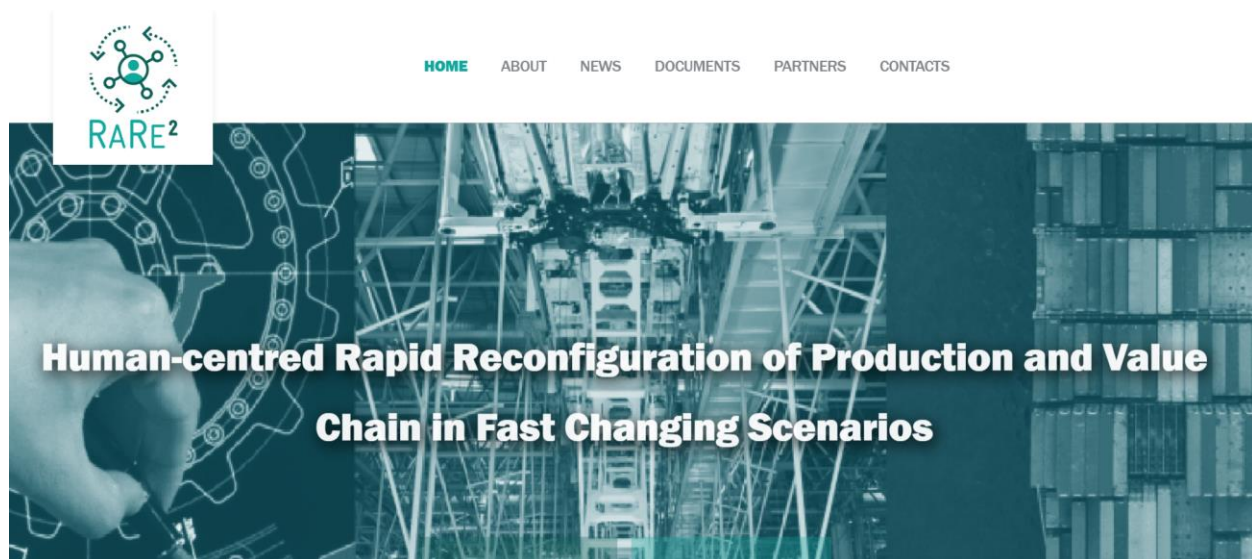 RARE²
HOME ABOUT NEWS DOCUMENTS PARTNERS CONTACTS
Human-centred Rapid Reconfiguration of Production and Value
Chain in Fast Changing Scenarios